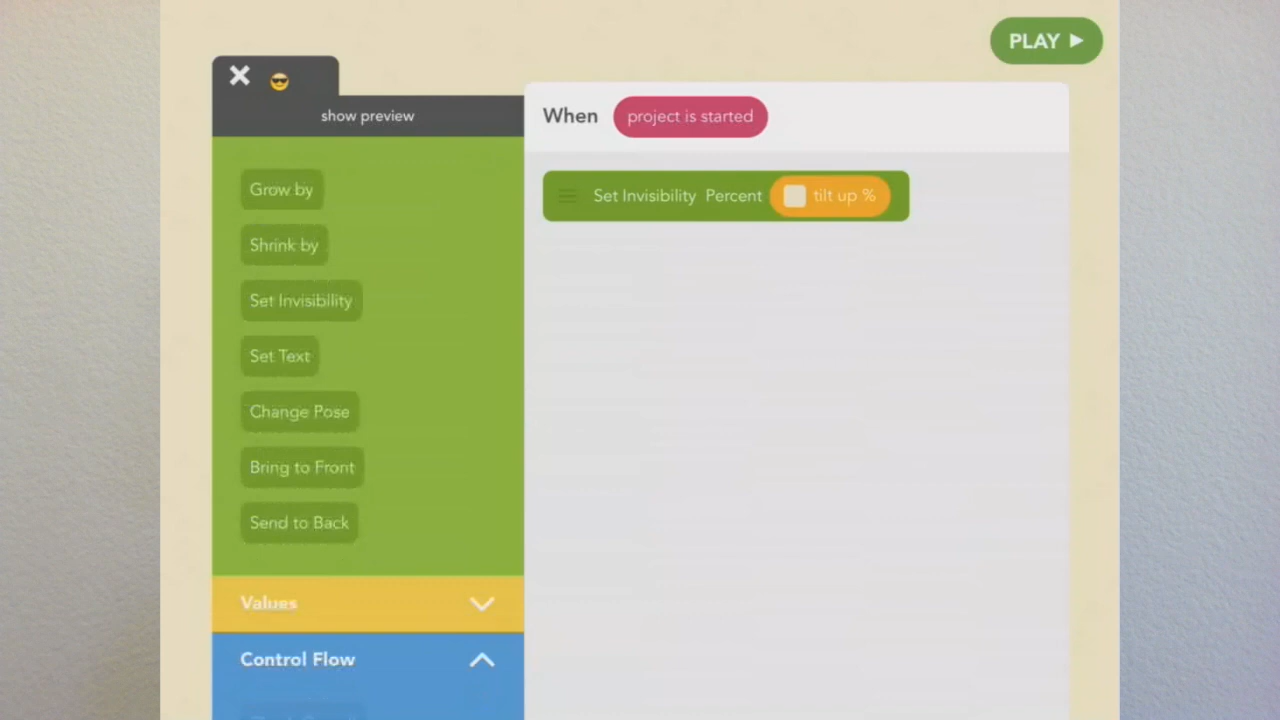 PLAY
show preview
When project is started
Grow by
Set Invisibility Percent tilt up %
Shrink by
Set Invisibility
Set Text
Change Pose
Bring to Front
Send to Back
Values
Control Flow